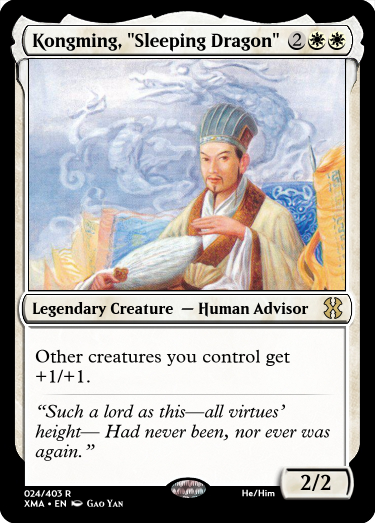 Kongming, "Sleeping Dragon" 2
Legendary Creature — Human Advisor
Other creatures you control get
+1/+1.
“Such a lord as this—all virtues’
height— Had never been, nor ever was
again.”
2/2
024/403 R
He/Him
XMA • EN Gao Yan